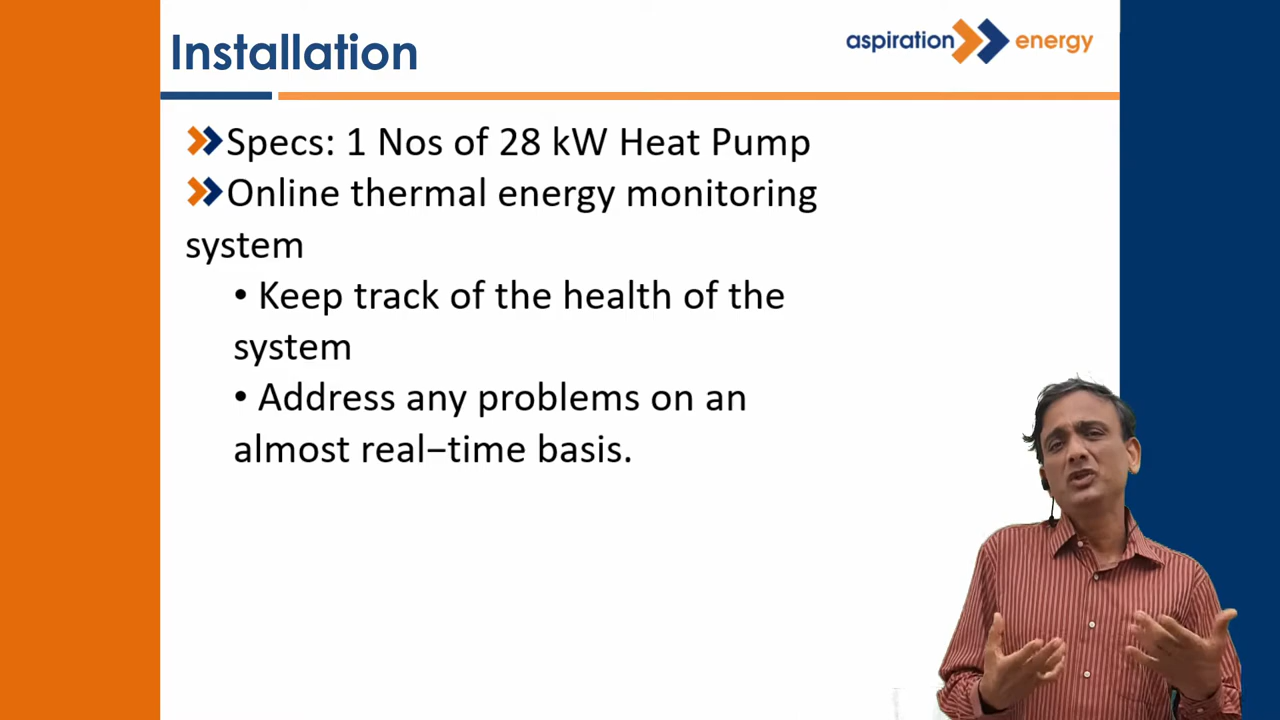 Installation
aspiration energy
Specs: 1 Nos of 28 kW Heat Pump
Online thermal energy monitoring
system
• Keep track of the health of the
system
• Address any problems on an
almost real–time basis.